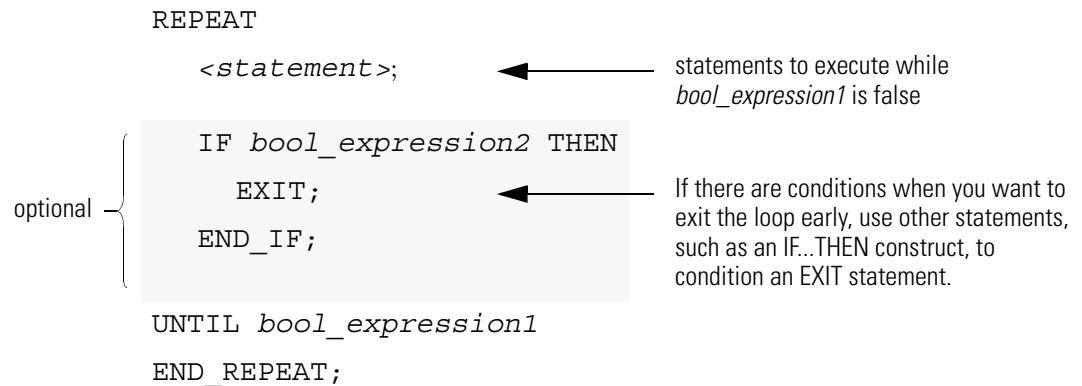 REPEAT
<statement>;
statements to execute while
bool_expression1 is false
optional
IF bool_expression2 THEN
EXIT;
END_IF;
If there are conditions when you want to
exit the loop early, use other statements,
such as an IF...THEN construct, to
condition an EXIT statement.
UNTIL bool_expression1
END_REPEAT;